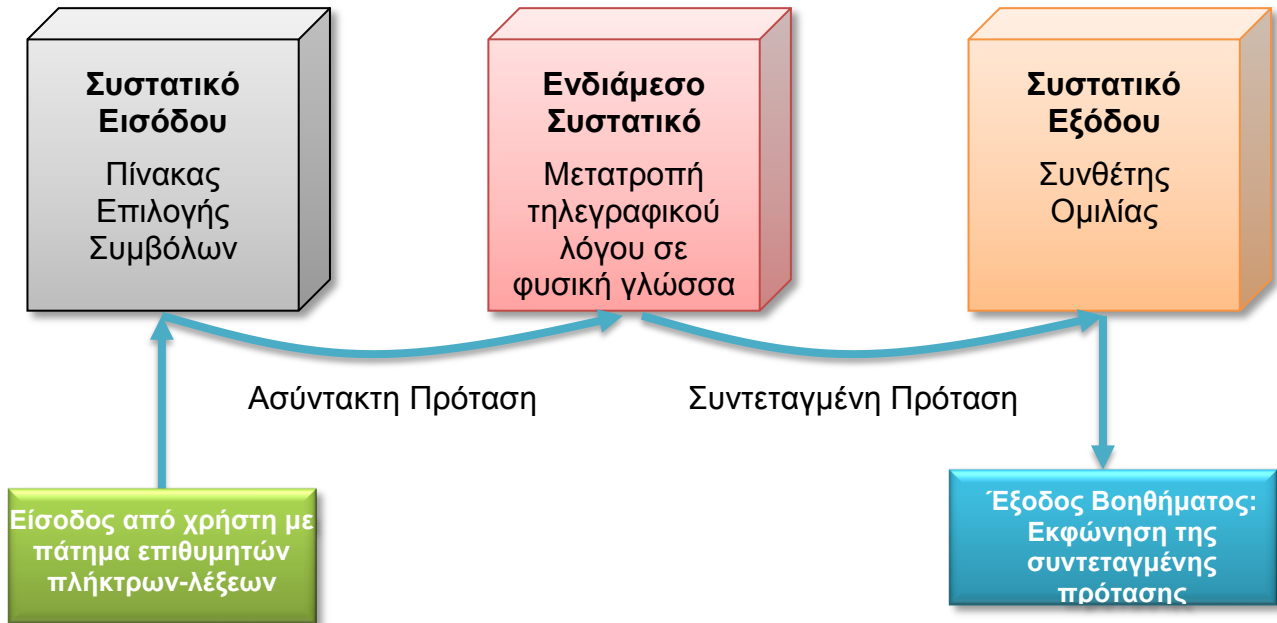 Συστατικό
Εισόδου
Πίνακας
Επιλογής
Συμβόλων
Ενδιάμεσο
Συστατικό
Μετατροπή
τηλεγραφικού
λόγου σε
φυσική γλώσσα
Συστατικό
Εξόδου
Συνθέτης
Ομιλίας
Ασύντακτη Πρόταση
Συντεταγμένη Πρόταση
Είσοδος από χρήστη με
πάτημα επιθυμητών
πλήκτρων-λέξεων
Έξοδος Βοηθήματος:
Εκφώνηση της
συντεταγμένης
πρότασης